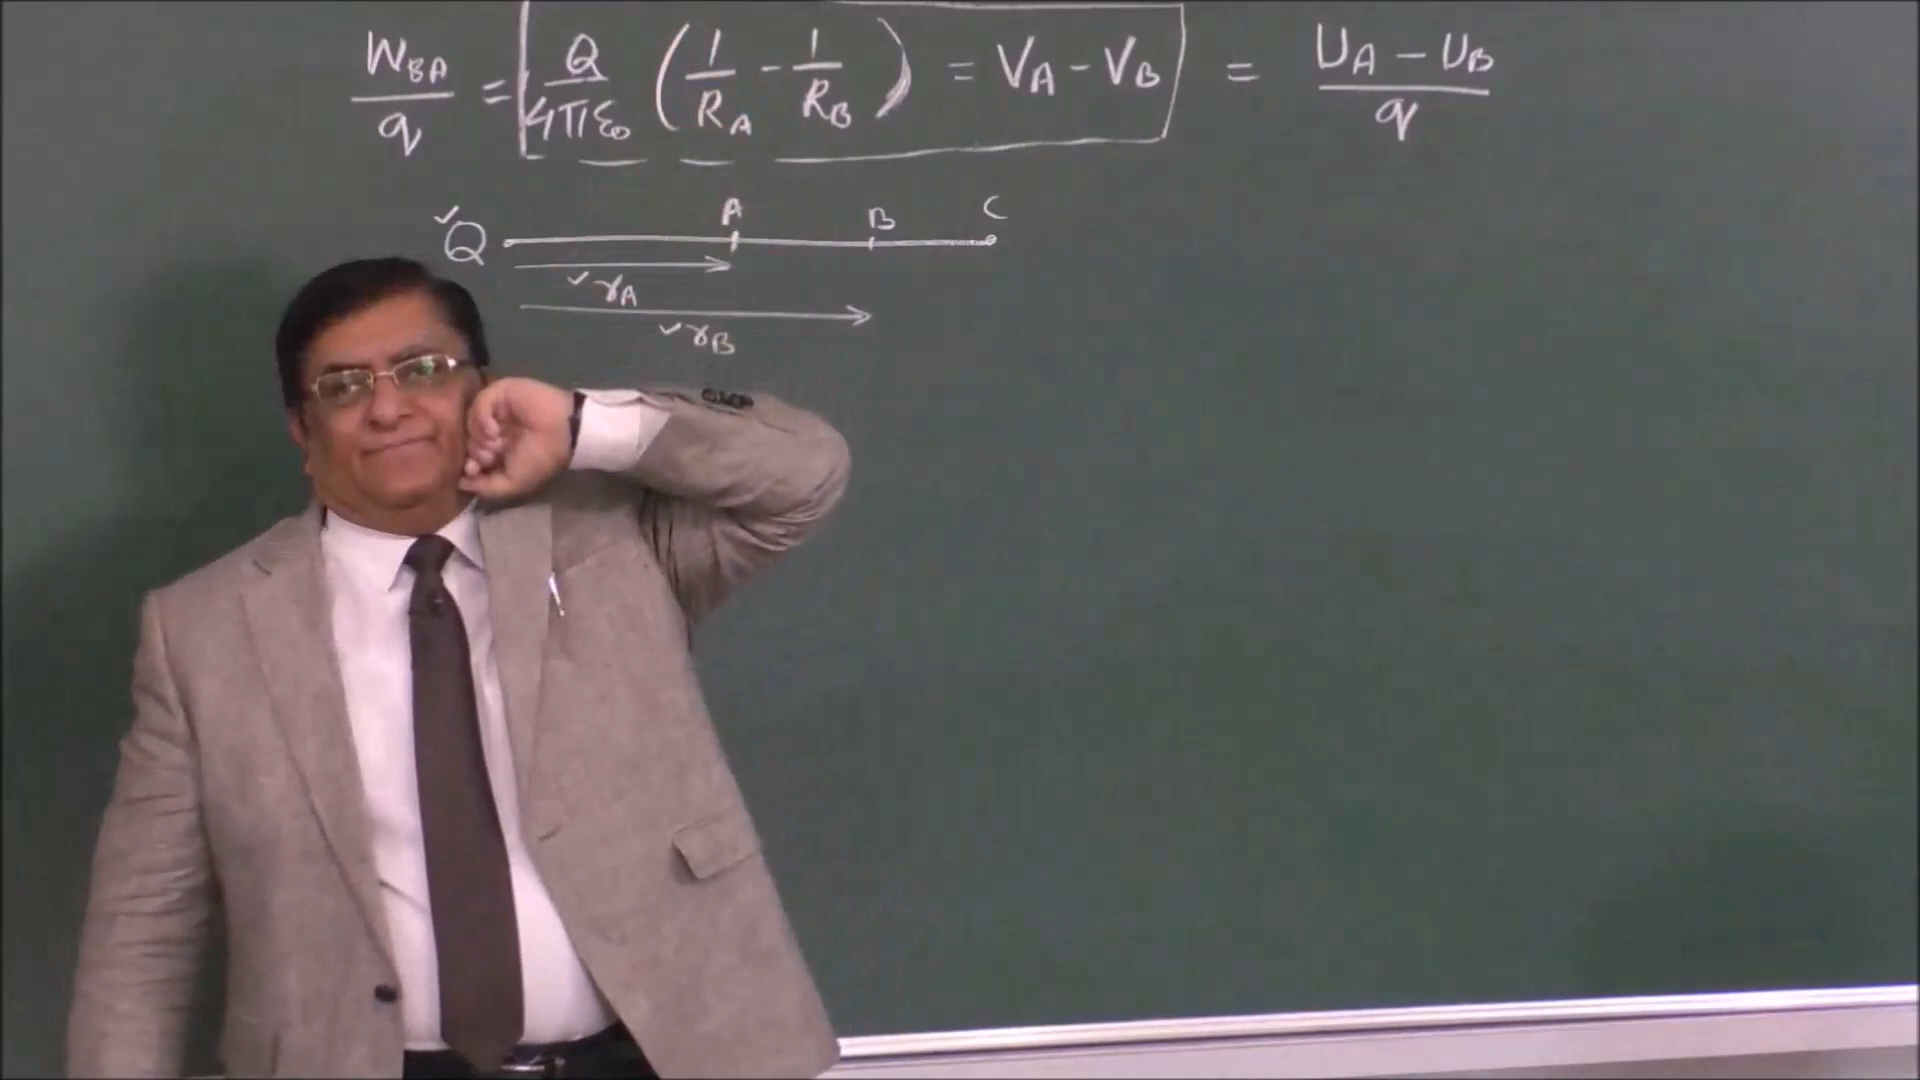 W_BA / q = Q / 4πε₀ (1/R_A - 1/R_B) = V_A - V_B = U_A - U_B / q
A B C
✓Q
✓r_A
✓r_B